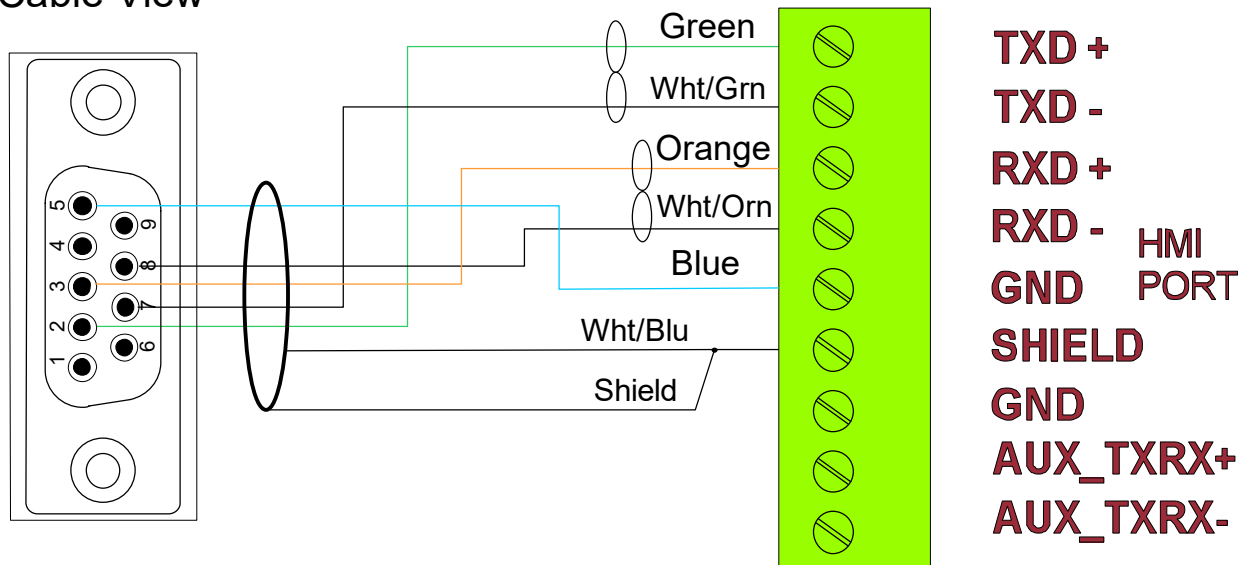 Cable View
Green
TXD +
Wht/Grn
TXD -
Orange
RXD +
Wht/Orn
RXD -
HMI
PORT
Blue
GND
Wht/Blu
SHIELD
Shield
GND
AUX_TXRX+
AUX_TXRX-
5
9
4
8
3
7
2
6
1